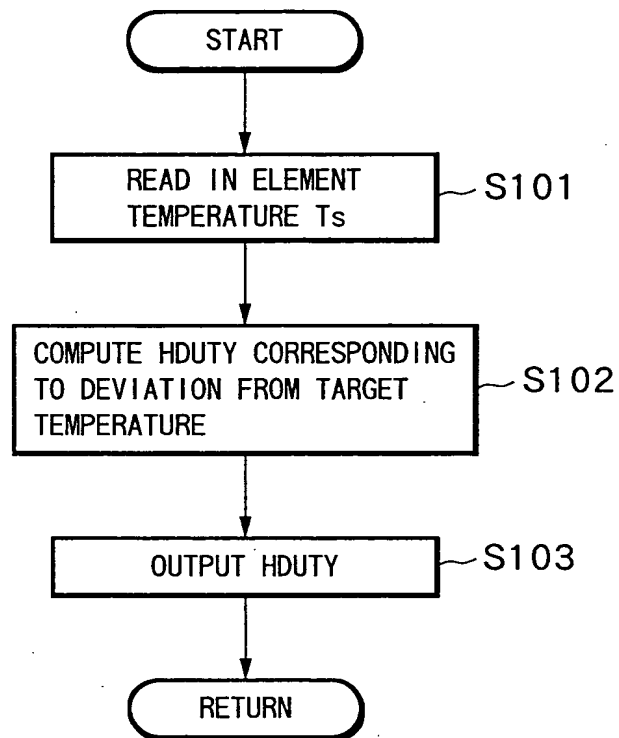 START
READ IN ELEMENT
TEMPERATURE Ts
S101
COMPUTE HDUTY CORRESPONDING
TO DEVIATION FROM TARGET
TEMPERATURE
S102
OUTPUT HDUTY
S103
RETURN